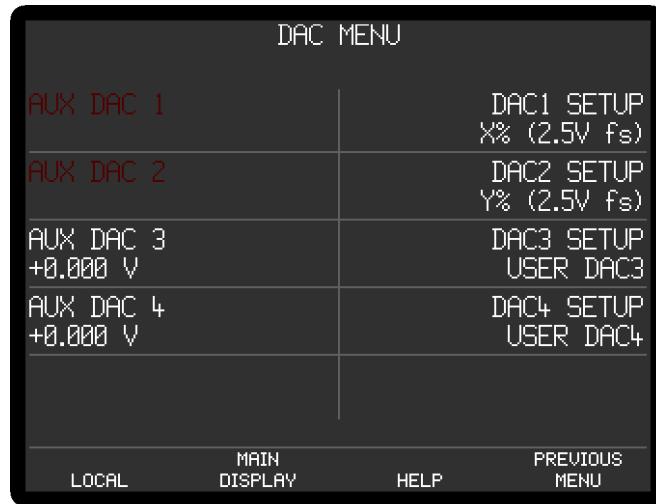 DAC MENU
AUX DAC 1
DAC1 SETUP
X% (2.5V fs)
AUX DAC 2
DAC2 SETUP
Y% (2.5V fs)
AUX DAC 3
+0.000 V
DAC3 SETUP
USER DAC3
AUX DAC 4
+0.000 V
DAC4 SETUP
USER DAC4
LOCAL
MAIN
DISPLAY
HELP
PREVIOUS
MENU